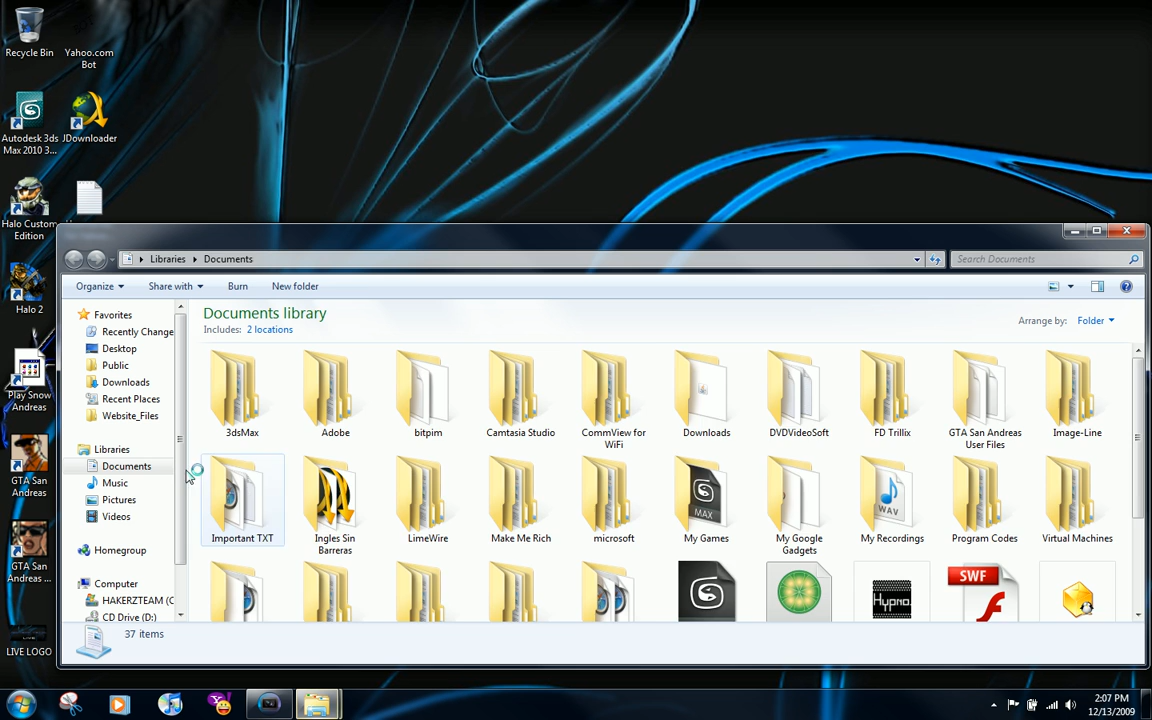 Recycle Bin
Yahoo.com
Bot
Autodesk 3ds
Max 2010 3...
JDownloader
Halo Custom
Edition
Halo 2
Play Snow
Andreas
GTA San
Andreas
GTA San
Andreas ...
LIVE LOGO
Libraries
Documents
Search Documents
Organize
Share with
Burn
New folder
Favorites
Recently Change
Desktop
Public
Downloads
Recent Places
Website_Files
Libraries
Documents
Music
Pictures
Videos
Homegroup
Computer
HAKERZTEAM (C
CD Drive (D:)
Documents library
Includes: 2 locations
Arrange by: Folder
3dsMax
Adobe
bitpim
Camtasia Studio
CommView for
WiFi
Downloads
DVDVideoSoft
FD Trillix
GTA San Andreas
User Files
Image-Line
Important TXT
Ingles Sin
Barreras
LimeWire
Make Me Rich
microsoft
MAX
My Games
My Google
Gadgets
WAV
My Recordings
Program Codes
Virtual Machines
Hypno.
SWF
37 items
2:07 PM
12/13/2009